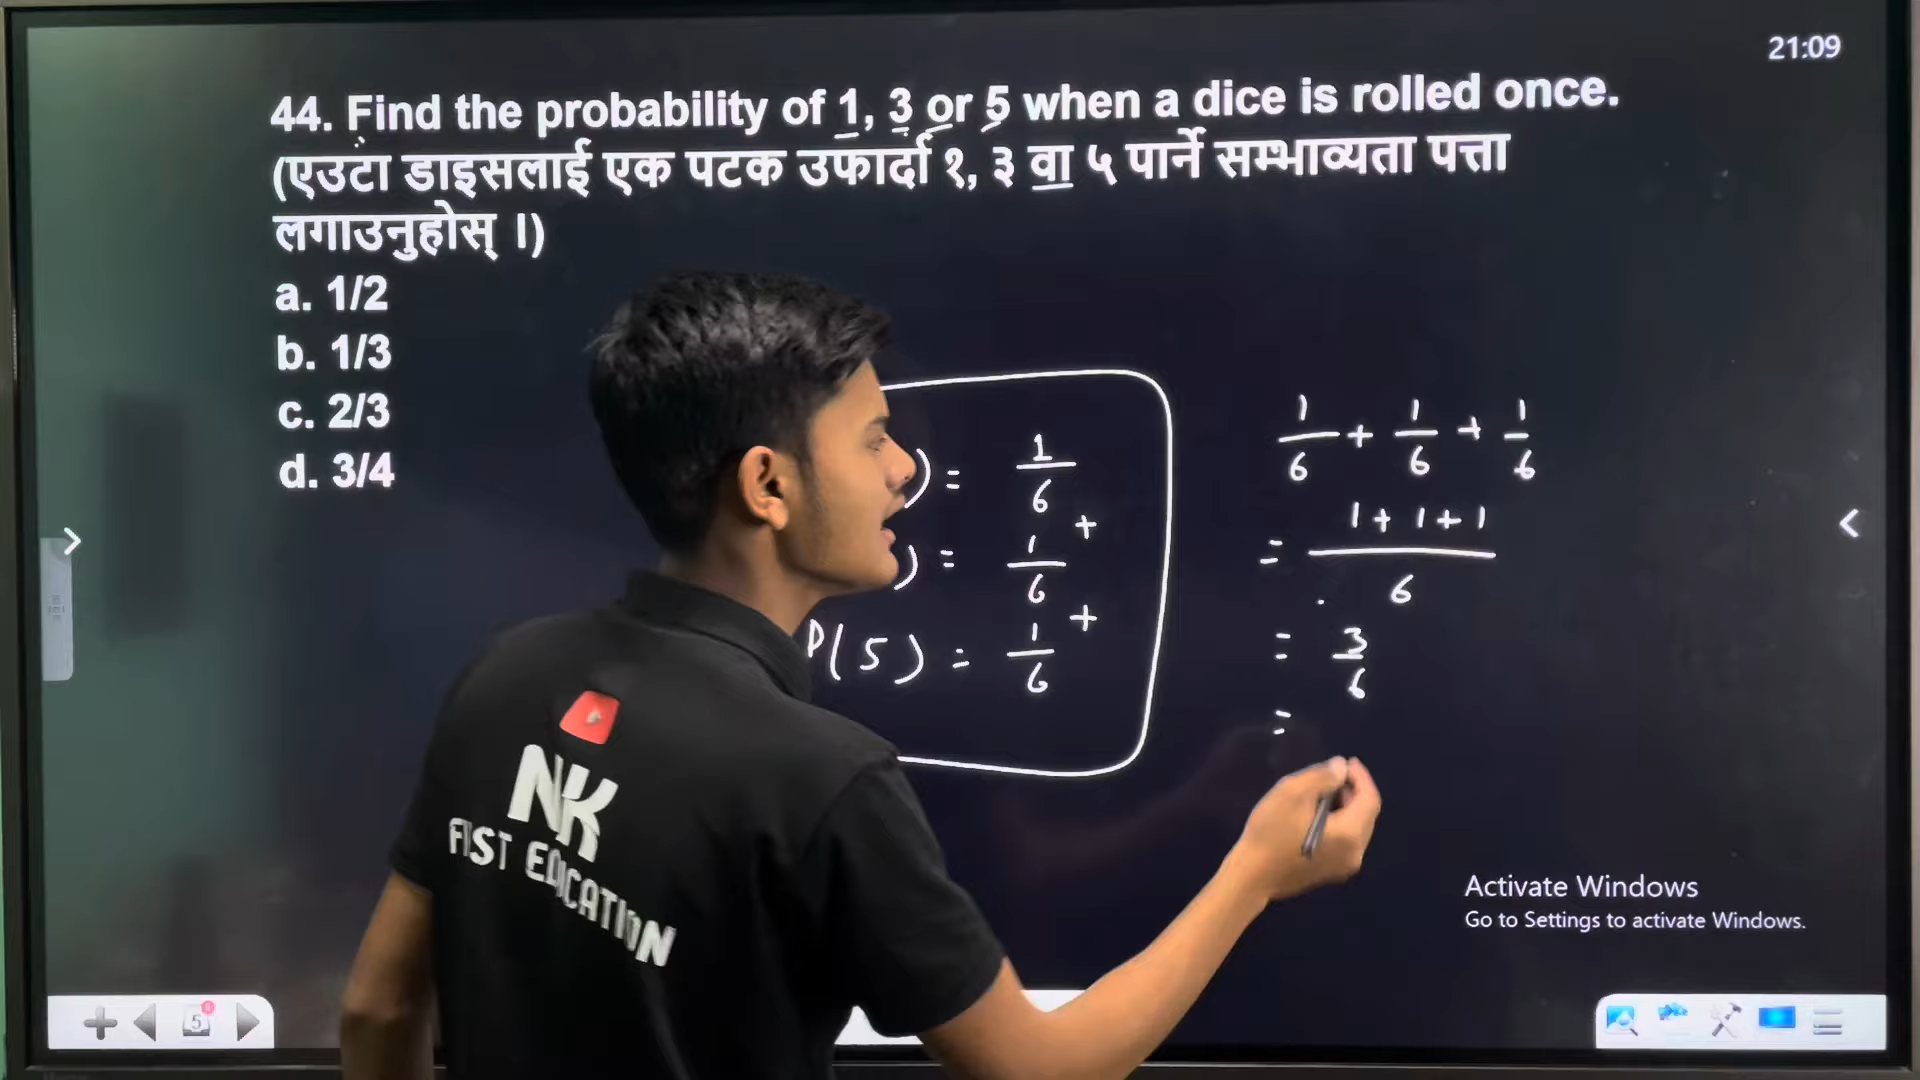 21:09
44. Find the probability of 1, 3 or 5 when a dice is rolled once.
(एउटा डाइसलाई एक पटक उफार्दा १, ३ वा ५ पार्ने सम्भाव्यता पत्ता
लगाउनुहोस् ।)
a. 1/2
b. 1/3
c. 2/3
d. 3/4
) = 1/6 +
) = 1/6 +
P(5) = 1/6
1/6 + 1/6 + 1/6
= 1+1+1/6
= 3/6
=
NK
FIRST EDUCATION
Activate Windows
Go to Settings to activate Windows.
5